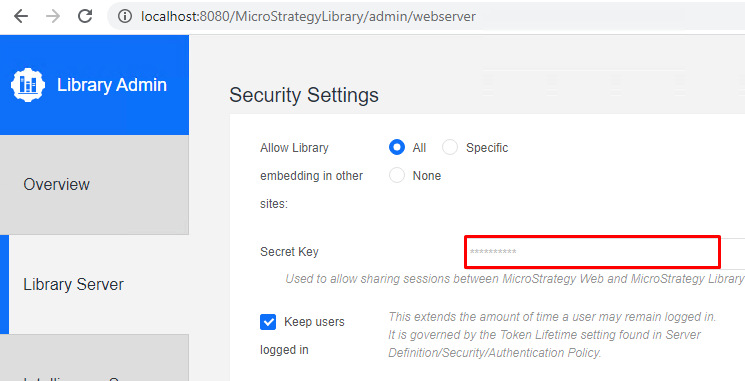 localhost:8080/MicroStrategyLibrary/admin/webserver
Library Admin
Security Settings
Allow Library
All
Specific
embedding in other
None
sites:
Overview
Secret Key
**********
Used to allow sharing sessions between MicroStrategy Web and MicroStrategy Library
Library Server
Keep users
logged in
This extends the amount of time a user may remain logged in.
It is governed by the Token Lifetime setting found in Server
Definition/Security/Authentication Policy.